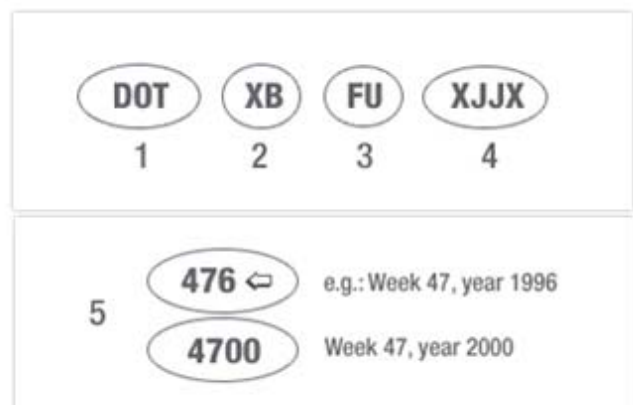 DOT XB FU XJJX
1 2 3 4
476 ⇦ e.g.: Week 47, year 1996
5
4700 Week 47, year 2000